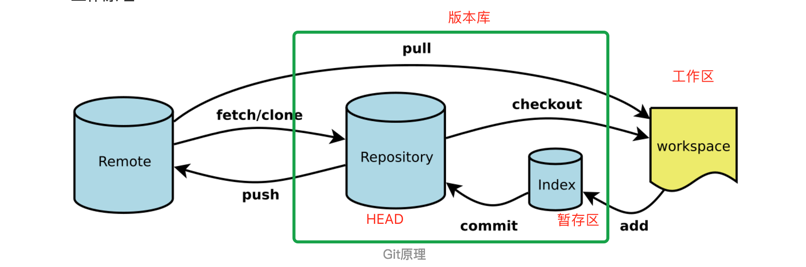 版本库
pull
工作区
fetch/clone
checkout
Remote
Repository
workspace
Index
push
HEAD
commit
暂存区
add
Git原理